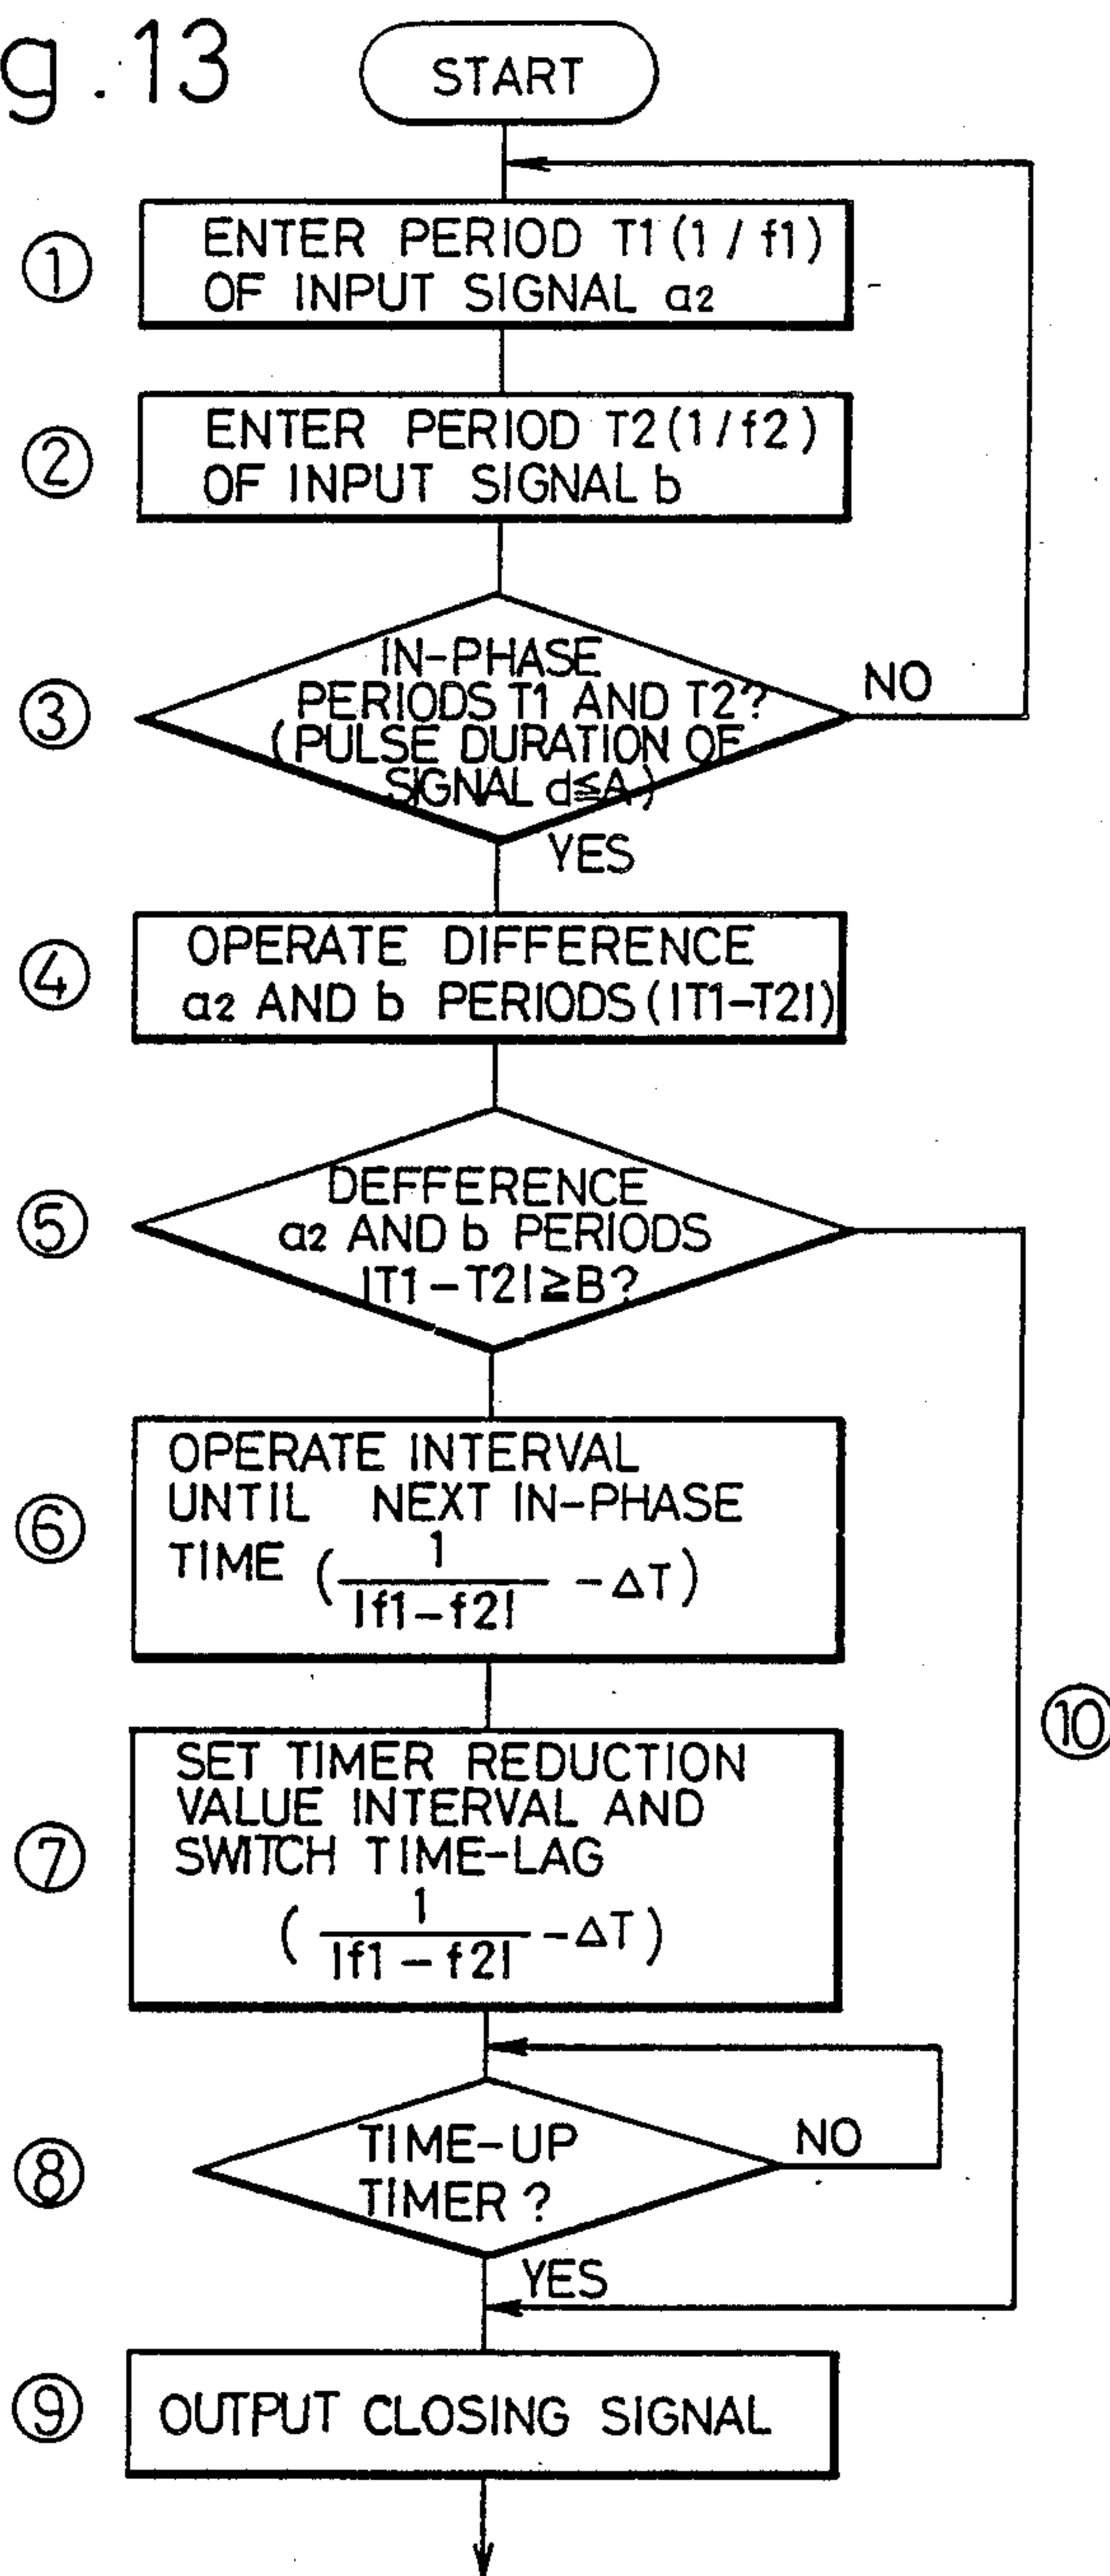 g.13
START
① ENTER PERIOD T1(1/f1)
OF INPUT SIGNAL a2
② ENTER PERIOD T2(1/f2)
OF INPUT SIGNAL b
③ IN-PHASE
PERIODS T1 AND T2?
(PULSE DURATION OF
SIGNAL d≦A)
NO
YES
④ OPERATE DIFFERENCE
a2 AND b PERIODS(|T1-T2|)
⑤ DEFFERENCE
a2 AND b PERIODS
|T1-T2|≧B?
⑥ OPERATE INTERVAL
UNTIL NEXT IN-PHASE
TIME (1/|f1-f2| -ΔT)
⑩
⑦ SET TIMER REDUCTION
VALUE INTERVAL AND
SWITCH TIME-LAG
(1/|f1-f2| -ΔT)
⑧ TIME-UP
TIMER?
NO
YES
⑨ OUTPUT CLOSING SIGNAL